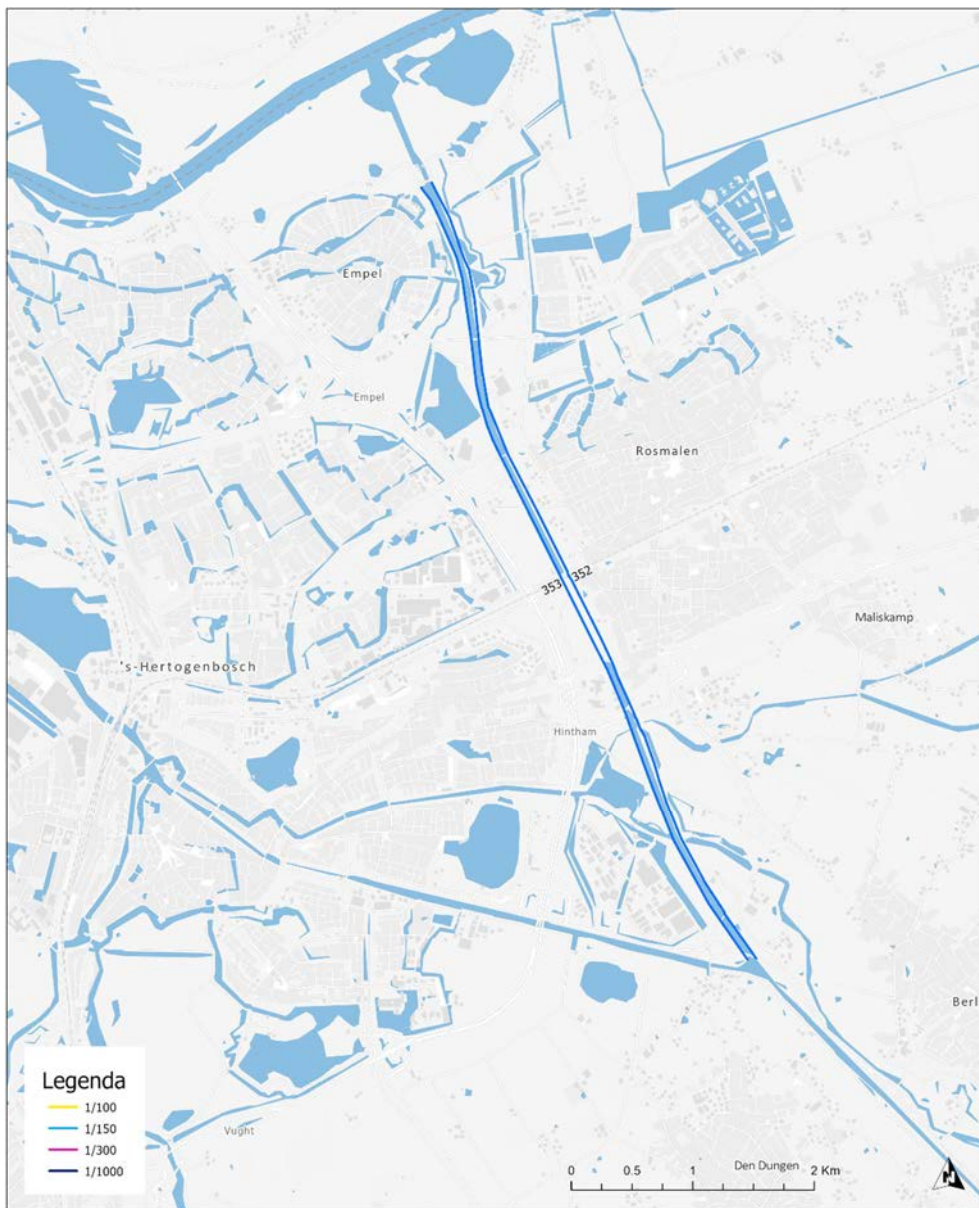 Empel
Empel
Rosmalen
353 352
Maliskamp
's-Hertogenbosch
Hintham
Berl
Legenda
1/100
1/150
1/300
1/1000
Vught
Den Dungen
0 0.5 1 2 Km
N